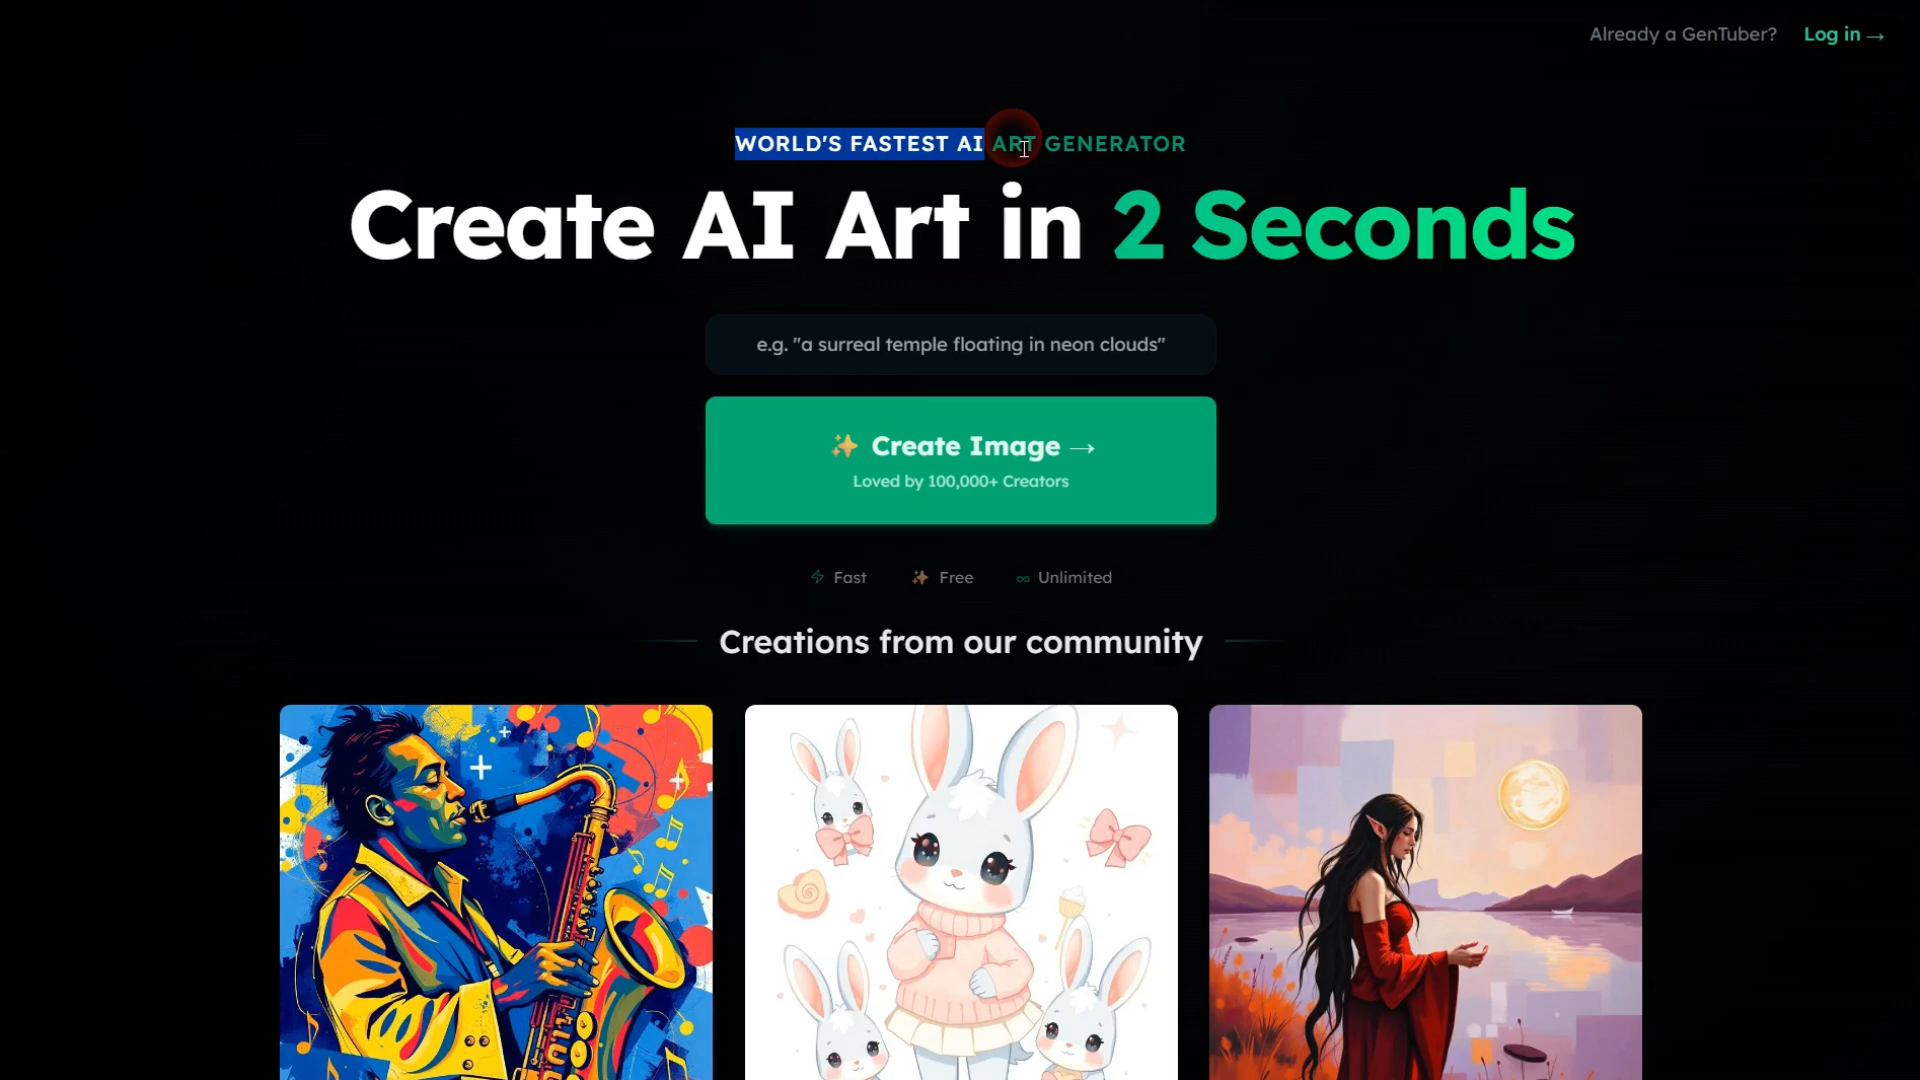 Already a GenTuber? Log in →
WORLD'S FASTEST AI ART GENERATOR
Create AI Art in 2 Seconds
e.g. "a surreal temple floating in neon clouds"
✨ Create Image →
Loved by 100,000+ Creators
Fast ✨ Free ∞ Unlimited
Creations from our community